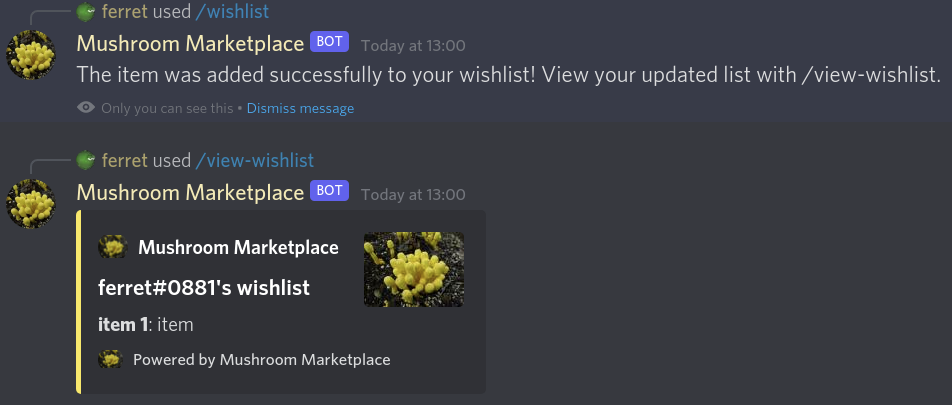 ferret used /wishlist
Mushroom Marketplace BOT Today at 13:00
The item was added successfully to your wishlist! View your updated list with /view-wishlist.
Only you can see this • Dismiss message
ferret used /view-wishlist
Mushroom Marketplace BOT Today at 13:00
Mushroom Marketplace
ferret#0881's wishlist
item 1: item
Powered by Mushroom Marketplace